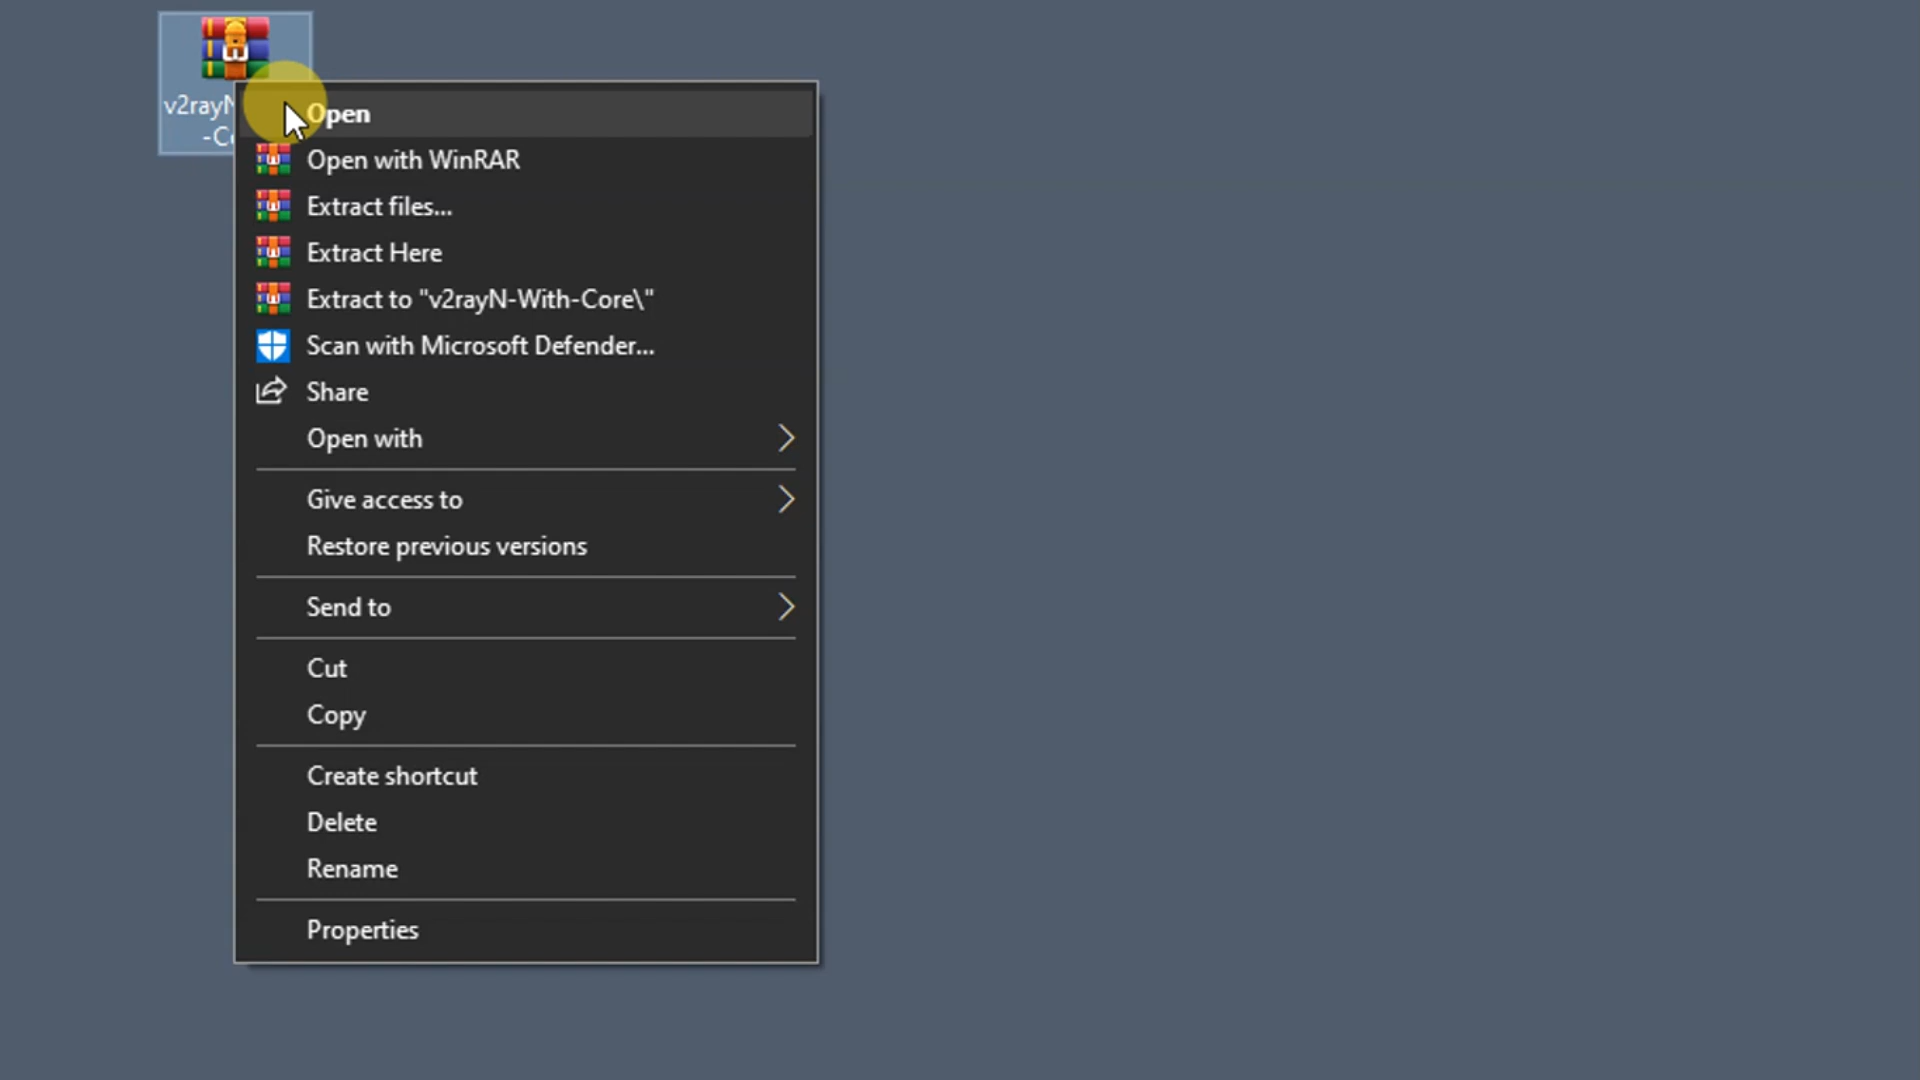 v2rayN
-Co
Open
Open with WinRAR
Extract files...
Extract Here
Extract to "v2rayN-With-Core\"
Scan with Microsoft Defender...
Share
Open with
Give access to
Restore previous versions
Send to
Cut
Copy
Create shortcut
Delete
Rename
Properties